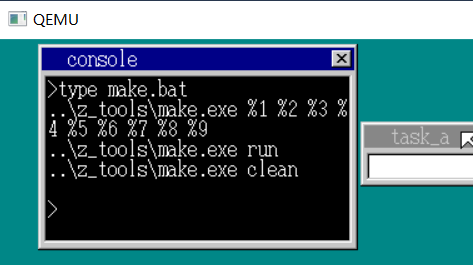 QEMU
console
>type make.bat
..\z_tools\make.exe %1 %2 %3 %
4 %5 %6 %7 %8 %9
..\z_tools\make.exe run
..\z_tools\make.exe clean
>
task_a